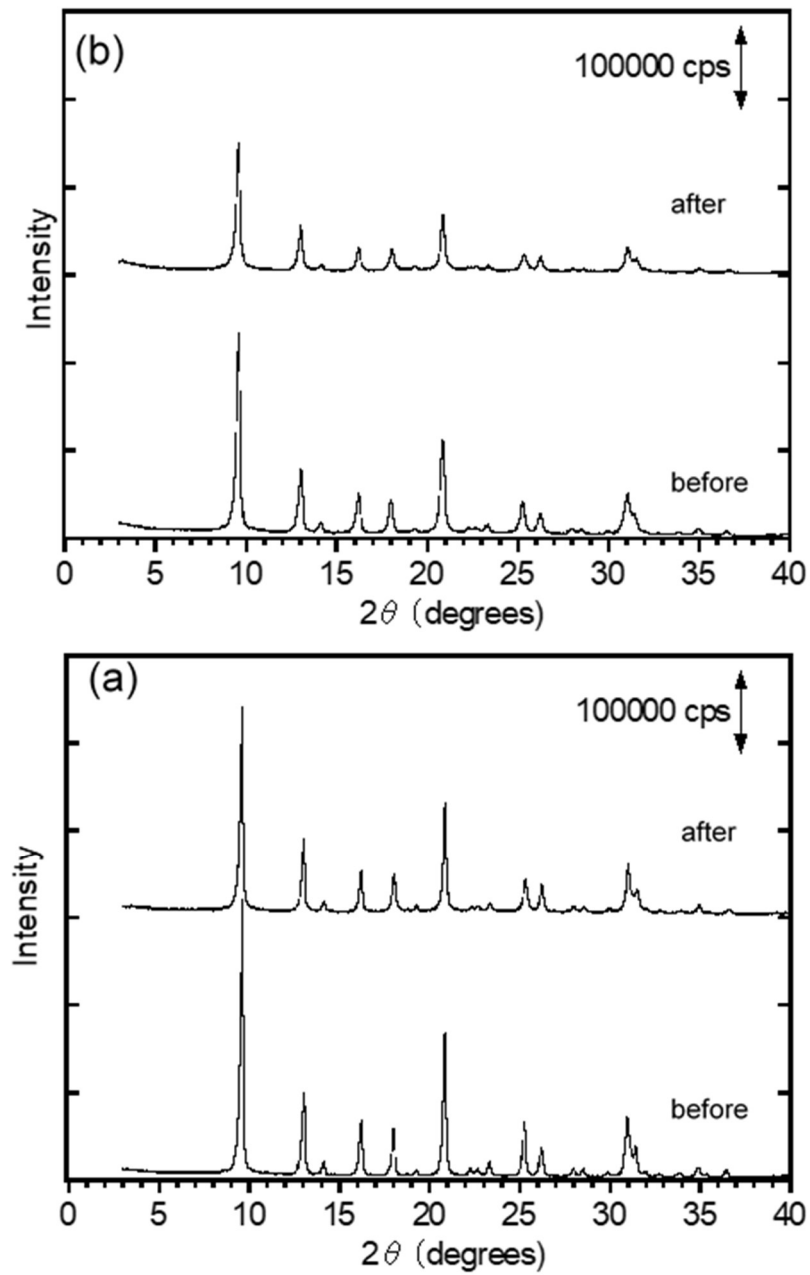 (b)
100000 cps
after
Intensity
before
0 5 10 15 20 25 30 35 40
2θ (degrees)
(a)
100000 cps
after
Intensity
before
0 5 10 15 20 25 30 35 40
2θ (degrees)